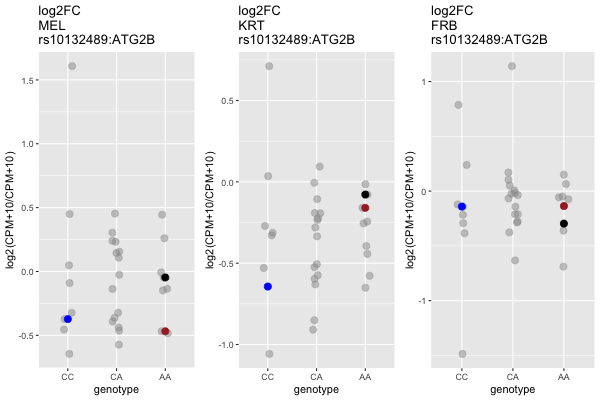 log2FC
MEL
rs10132489:ATG2B
log2(CPM+10/CPM+10)
1.5
1.0
0.5
0.0
-0.5
CC CA AA
genotype
log2FC
KRT
rs10132489:ATG2B
log2(CPM+10/CPM+10)
0.5
0.0
-0.5
-1.0
CC CA AA
genotype
log2FC
FRB
rs10132489:ATG2B
log2(CPM+10/CPM+10)
1
0
-1
CC CA AA
genotype